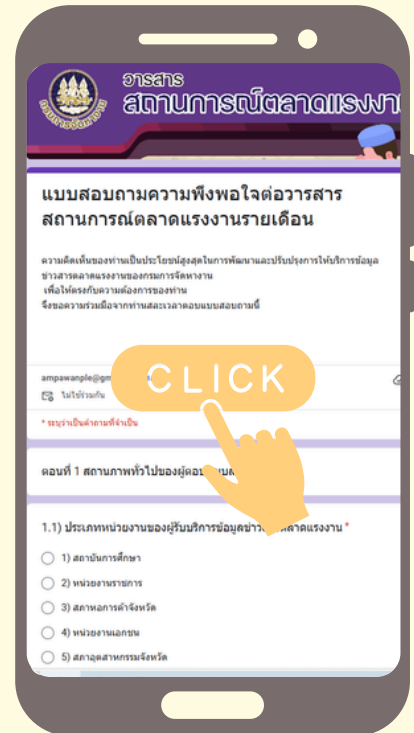 วารสาร
สถานการณ์ตลาดแรงงาน
แบบสอบถามความพึงพอใจต่อวารสาร
สถานการณ์ตลาดแรงงานรายเดือน
ความคิดเห็นของท่านเป็นประโยชน์สูงสุดในการพัฒนาและปรับปรุงการให้บริการข้อมูล
ข่าวสารตลาดแรงงานของกรมการจัดหางาน
เพื่อให้ตรงกับความต้องการของท่าน
จึงขอความร่วมมือจากท่านสละเวลาตอบแบบสอบถามนี้
CLICK
ampawanple@gm
ไม่ใช้ร่วมกัน
* ระบุว่าเป็นคำถามที่จำเป็น
ตอนที่ 1 สถานภาพทั่วไปของผู้ตอบ
1.1) ประเภทหน่วยงานของผู้รับบริการข้อมูลข่าว ตลาดแรงงาน *
1) สถาบันการศึกษา
2) หน่วยงานราชการ
3) สภาหอการค้าจังหวัด
4) หน่วยงานเอกชน
5) สภาอุตสาหกรรมจังหวัด